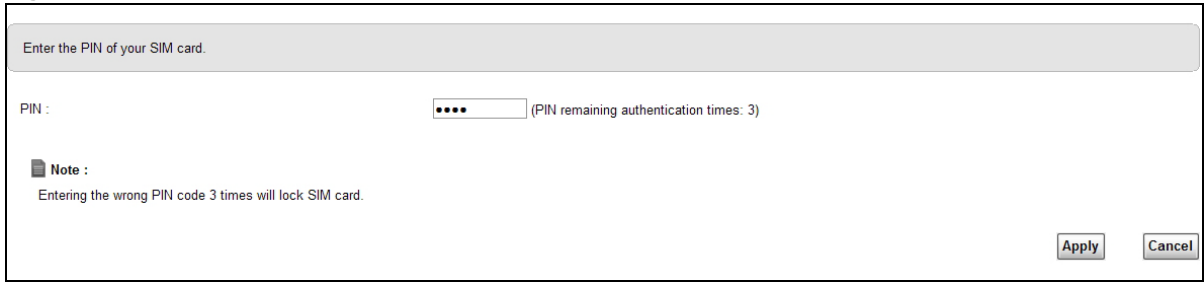 Enter the PIN of your SIM card.
PIN : •••• (PIN remaining authentication times: 3)
Note :
Entering the wrong PIN code 3 times will lock SIM card.
Apply Cancel